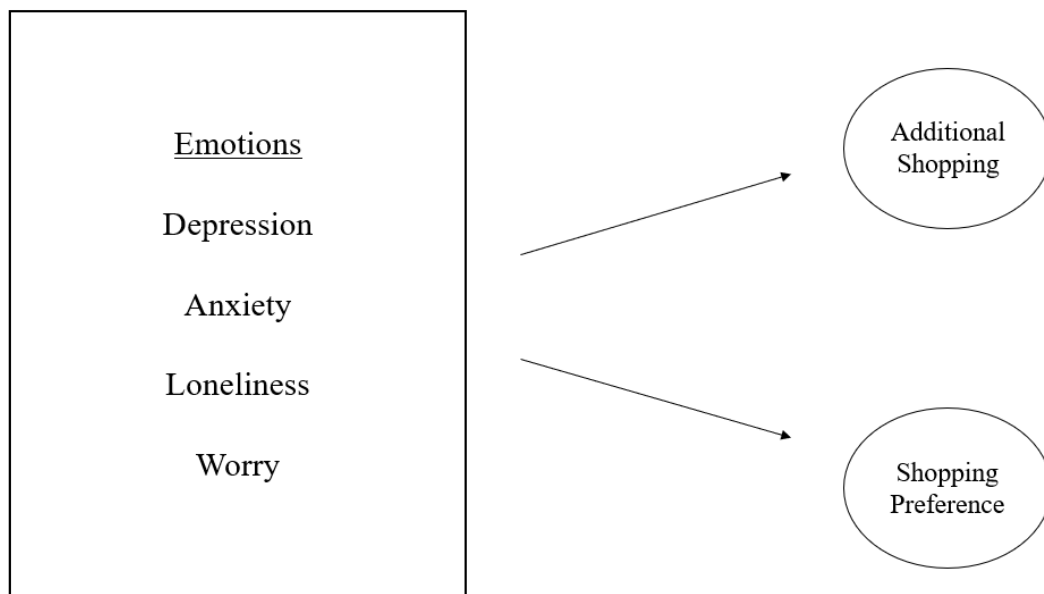 Emotions
Depression
Anxiety
Loneliness
Worry
Additional
Shopping
Shopping
Preference